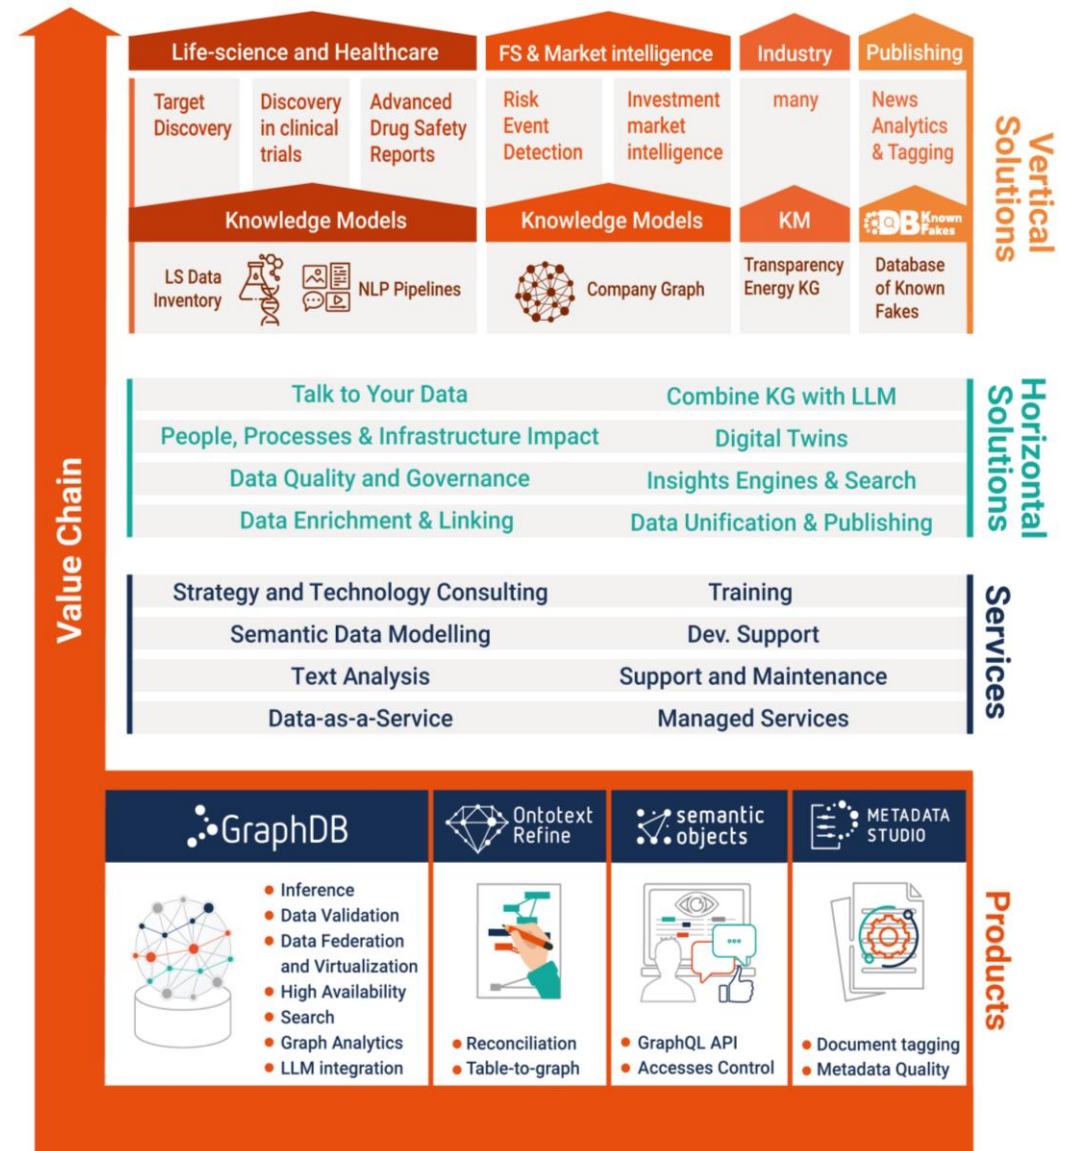 Value Chain
Life-science and Healthcare
Target
Discovery
Discovery
in clinical
trials
Advanced
Drug Safety
Reports
Knowledge Models
LS Data
Inventory
NLP Pipelines
FS & Market intelligence
Risk
Event
Detection
Investment
market
intelligence
Knowledge Models
Company Graph
Industry
many
KM
Transparency
Energy KG
Publishing
News
Analytics
& Tagging
DB Known
Fakes
Database
of Known
Fakes
Vertical
Solutions
Talk to Your Data
Combine KG with LLM
People, Processes & Infrastructure Impact
Digital Twins
Data Quality and Governance
Insights Engines & Search
Data Enrichment & Linking
Data Unification & Publishing
Horizontal
Solutions
Strategy and Technology Consulting
Training
Semantic Data Modelling
Dev. Support
Text Analysis
Support and Maintenance
Data-as-a-Service
Managed Services
Services
GraphDB
Inference
Data Validation
Data Federation
and Virtualization
High Availability
Search
Graph Analytics
LLM integration
Ontotext
Refine
Reconciliation
Table-to-graph
semantic
objects
GraphQL API
Accesses Control
METADATA
STUDIO
Document tagging
Metadata Quality
Products